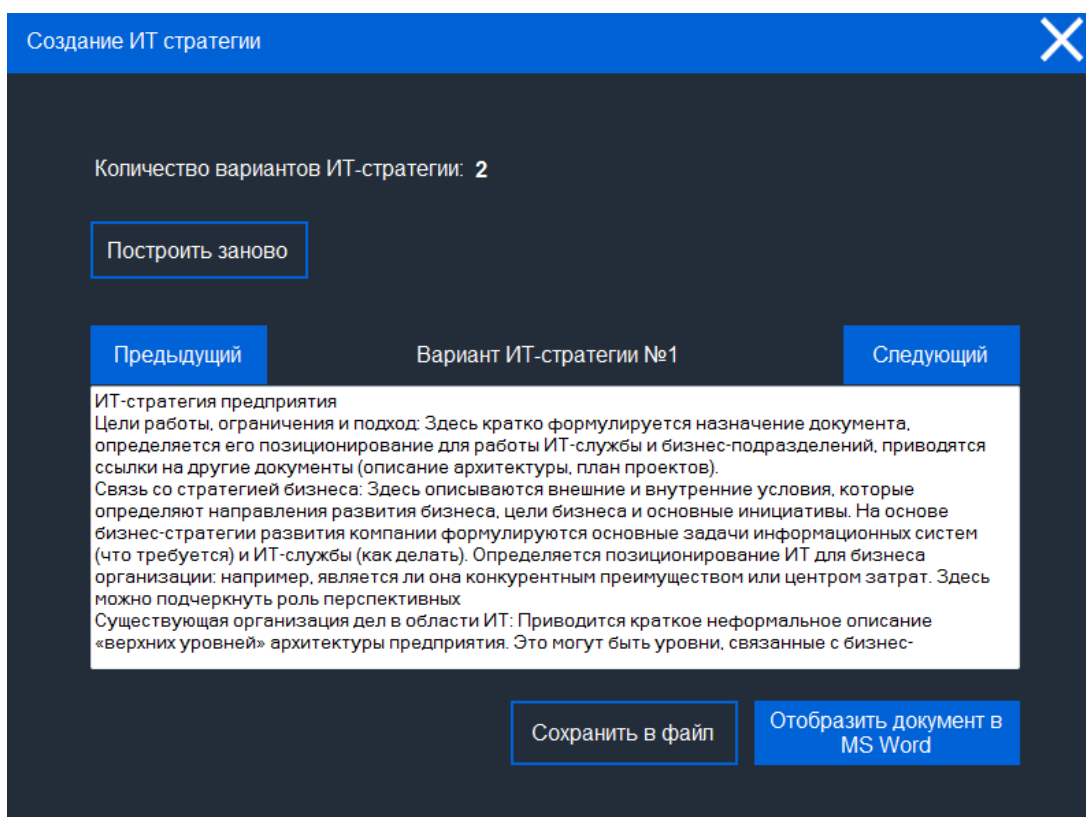 Создание ИТ стратегии
Количество вариантов ИТ-стратегии: 2
Построить заново
Предыдущий
Вариант ИТ-стратегии №1
Следующий
ИТ-стратегия предприятия
Цели работы, ограничения и подход: Здесь кратко формулируется назначение документа,
определяется его позиционирование для работы ИТ-службы и бизнес-подразделений, приводятся
ссылки на другие документы (описание архитектуры, план проектов).
Связь со стратегией бизнеса: Здесь описываются внешние и внутренние условия, которые
определяют направления развития бизнеса, цели бизнеса и основные инициативы. На основе
бизнес-стратегии развития компании формулируются основные задачи информационных систем
(что требуется) и ИТ-службы (как делать). Определяется позиционирование ИТ для бизнеса
организации: например, является ли она конкурентным преимуществом или центром затрат. Здесь
можно подчеркнуть роль перспективных
Существующая организация дел в области ИТ: Приводится краткое неформальное описание
«верхних уровней» архитектуры предприятия. Это могут быть уровни, связанные с бизнес-
Сохранить в файл
Отобразить документ в
MS Word